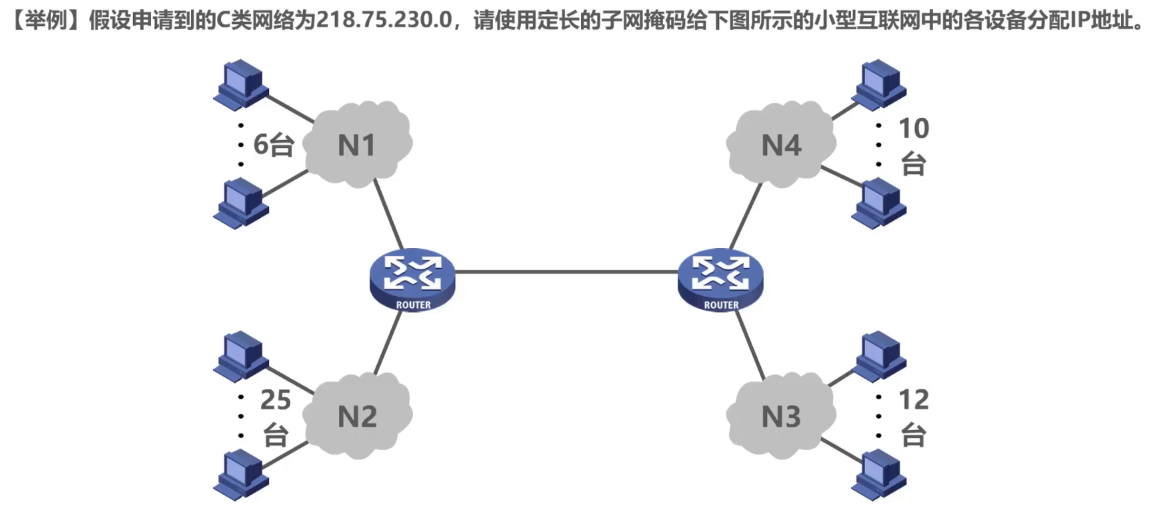 【举例】假设申请到的C类网络为218.75.230.0，请使用定长的子网掩码给下图所示的小型互联网中的各设备分配IP地址。
6台
N1
N4
10
台
ROUTER
ROUTER
25
台
N2
N3
12
台